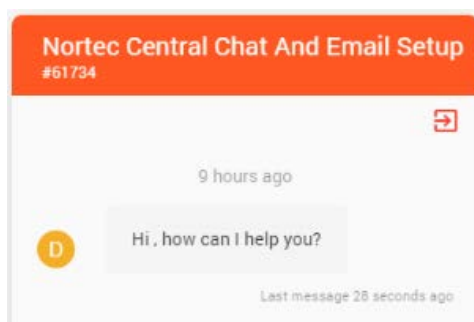 Nortec Central Chat And Email Setup
#61734
9 hours ago
D
Hi , how can I help you?
Last message 28 seconds ago